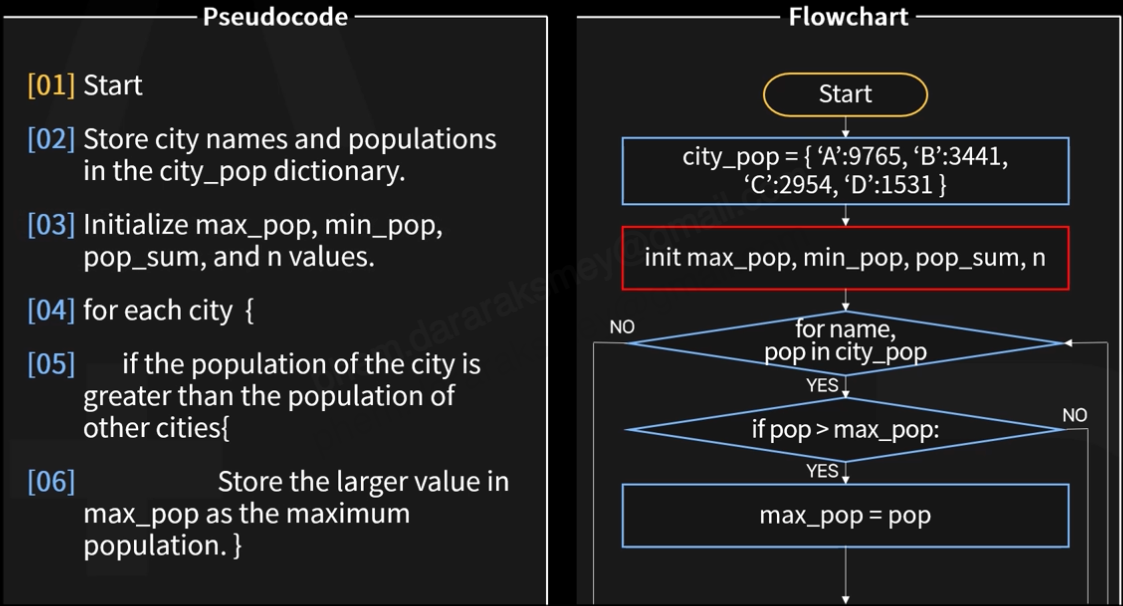 Pseudocode
[01] Start
[02] Store city names and populations
in the city_pop dictionary.
[03] Initialize max_pop, min_pop,
pop_sum, and n values.
[04] for each city {
[05] if the population of the city is
greater than the population of
other cities{
[06] Store the larger value in
max_pop as the maximum
population. }
Flowchart
Start
city_pop = { ‘A’:9765, ‘B’:3441,
‘C’:2954, ‘D’:1531 }
init max_pop, min_pop, pop_sum, n
NO
for name,
pop in city_pop
YES
NO
if pop > max_pop:
YES
max_pop = pop